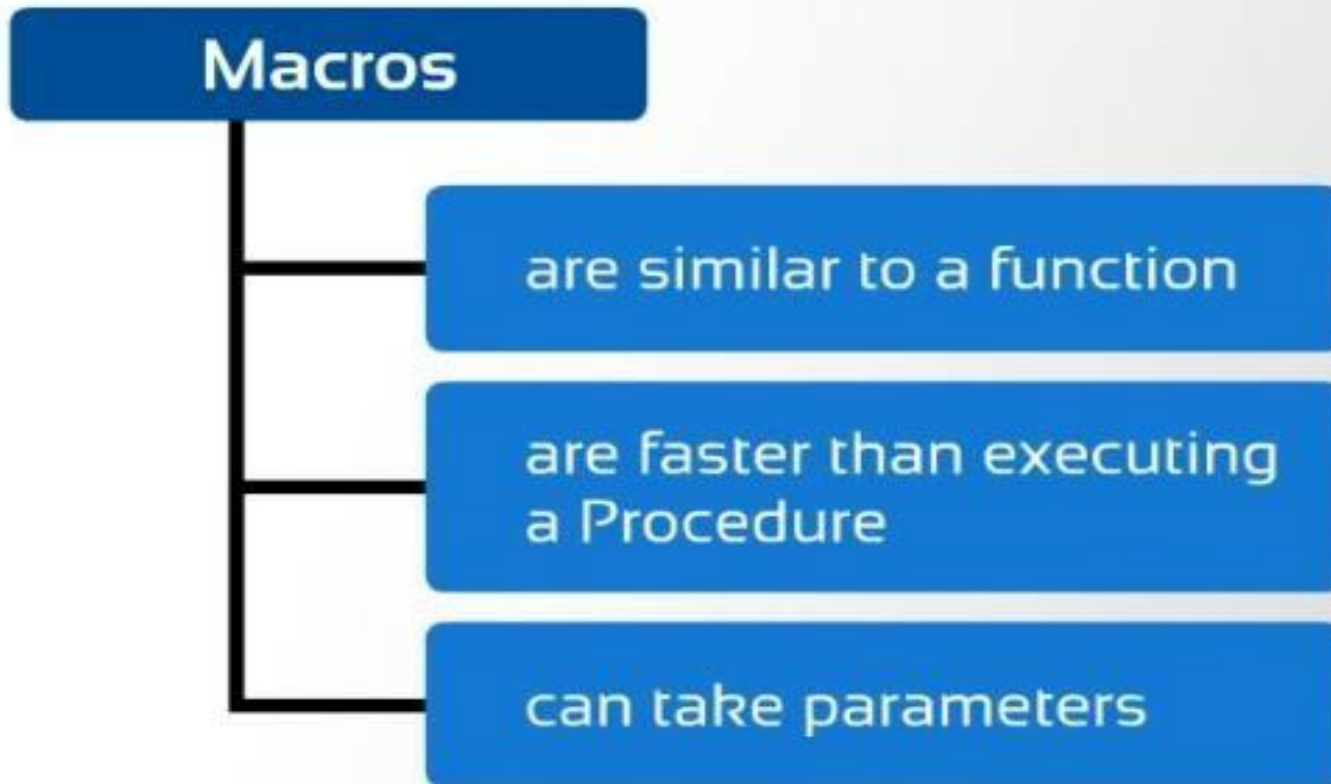 Macros
are similar to a function
are faster than executing
a Procedure
can take parameters